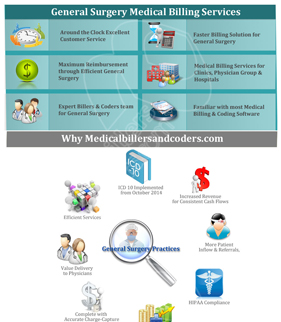 General Surgery Medical Billing Services
Around the Clock Excellent
Customer Service
Faster Billing Solution for
General Surgery
Maximum Reimbursement
through Efficient General
Surgery
Medical Billing Services for
Clinics, Physician Group &
Hospitals
Expert Billers & Coders team
for General Surgery
Familiar with most Medical
Billing & Coding Software
Why Medicalbillersandcoders.com
ICD
-10
ICD 10 Implemented
from October 2014
Increased Revenue
for Consistent Cash Flows
Efficient Services
More Patient
Inflow & Referrals,
General Surgery Practices
Value Delivery
to Physicians
HIPAA Compliance
Complete with
Accurate Charge-Capture